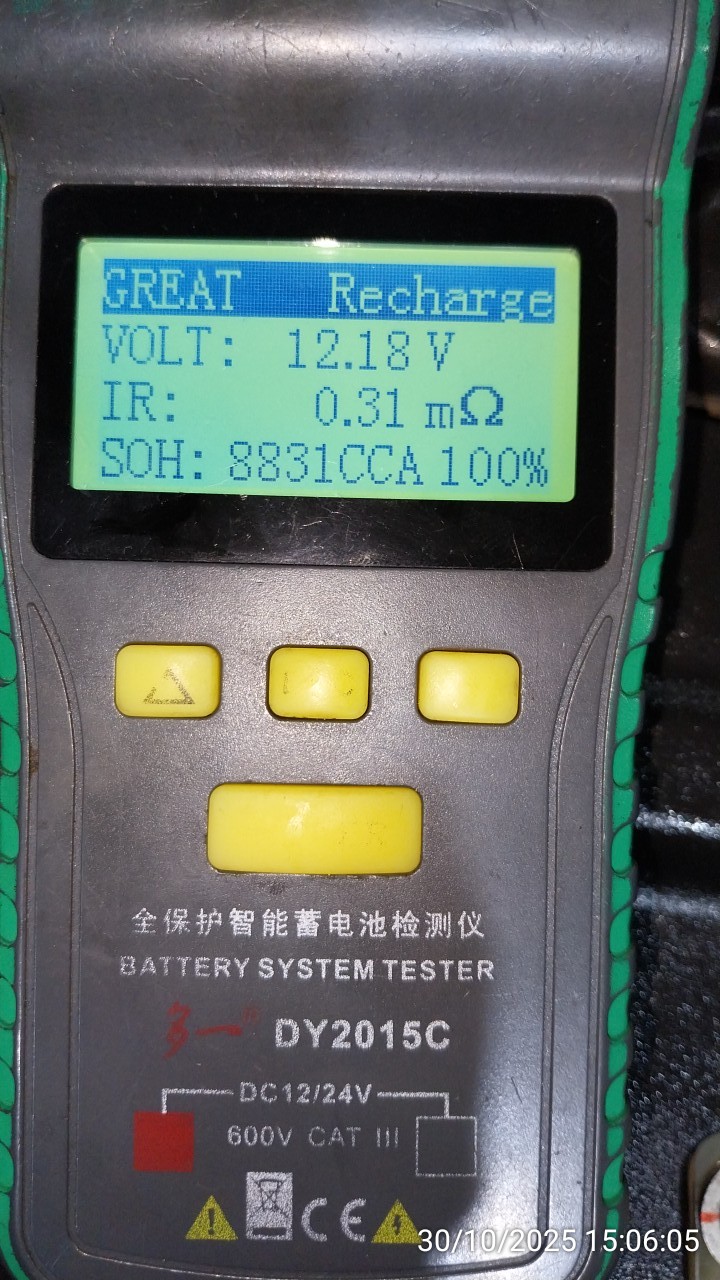 GREAT Recharge
VOLT: 12.18 V
IR: 0.31 mΩ
SOH: 8831CCA 100%
全保护智能蓄电池检测仪
BATTERY SYSTEM TESTER
多一 DY2015C
DC12/24V
600V CAT III
CE
30/10/2025 15:06:05